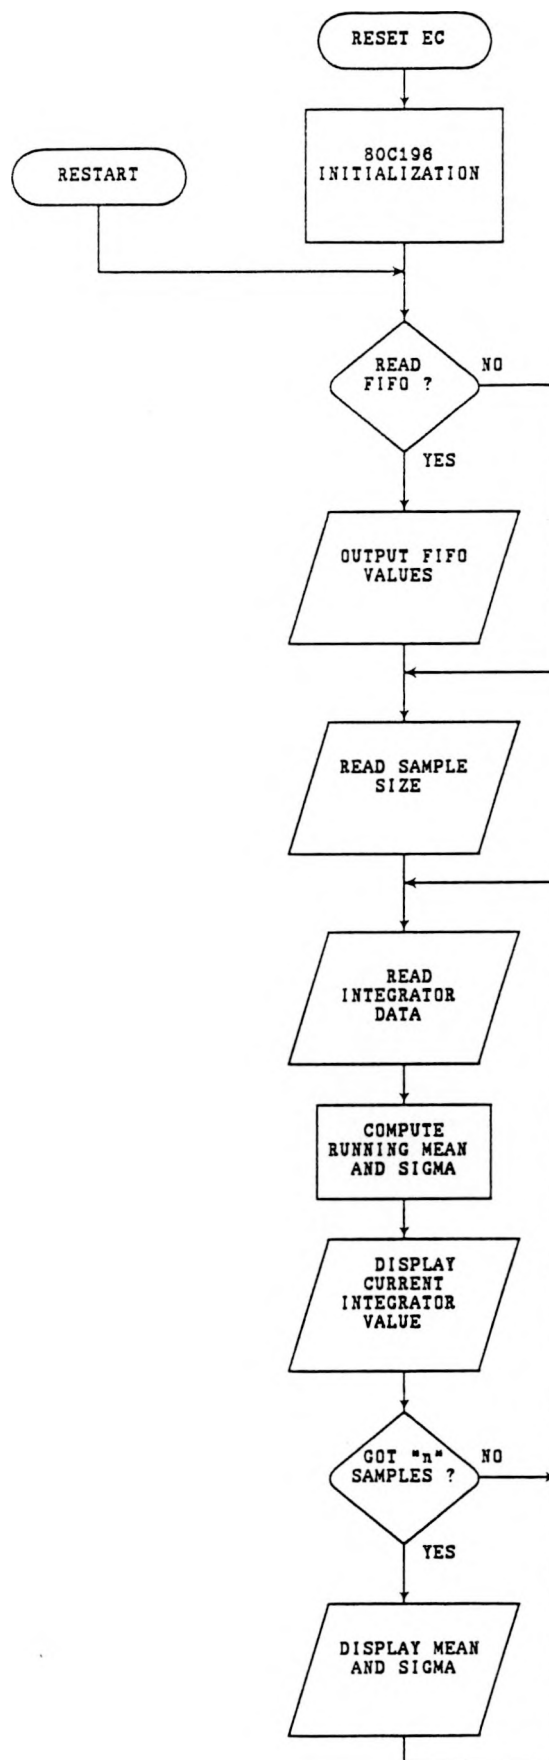 RESET EC
80C196
INITIALIZATION
RESTART
READ
FIFO ?
NO
YES
OUTPUT FIFO
VALUES
READ SAMPLE
SIZE
READ
INTEGRATOR
DATA
COMPUTE
RUNNING MEAN
AND SIGMA
DISPLAY
CURRENT
INTEGRATOR
VALUE
GOT "n"
SAMPLES ?
NO
YES
DISPLAY MEAN
AND SIGMA